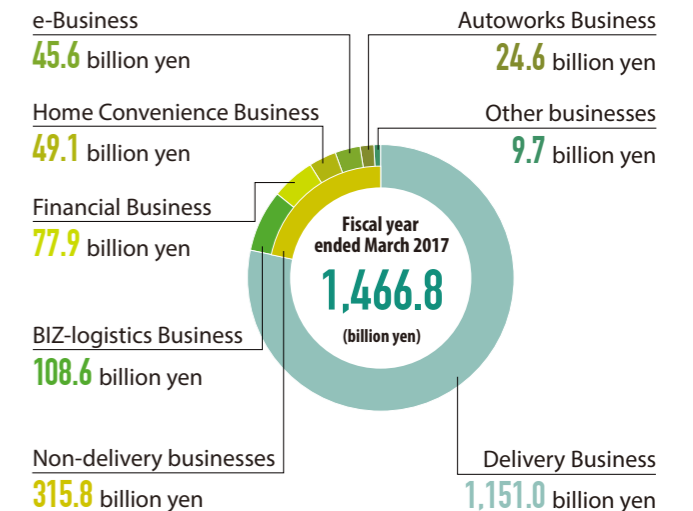 e-Business
45.6 billion yen
Home Convenience Business
49.1 billion yen
Financial Business
77.9 billion yen
BIZ-logistics Business
108.6 billion yen
Non-delivery businesses
315.8 billion yen
Autoworks Business
24.6 billion yen
Other businesses
9.7 billion yen
Fiscal year
ended March 2017
1,466.8
(billion yen)
Delivery Business
1,151.0 billion yen